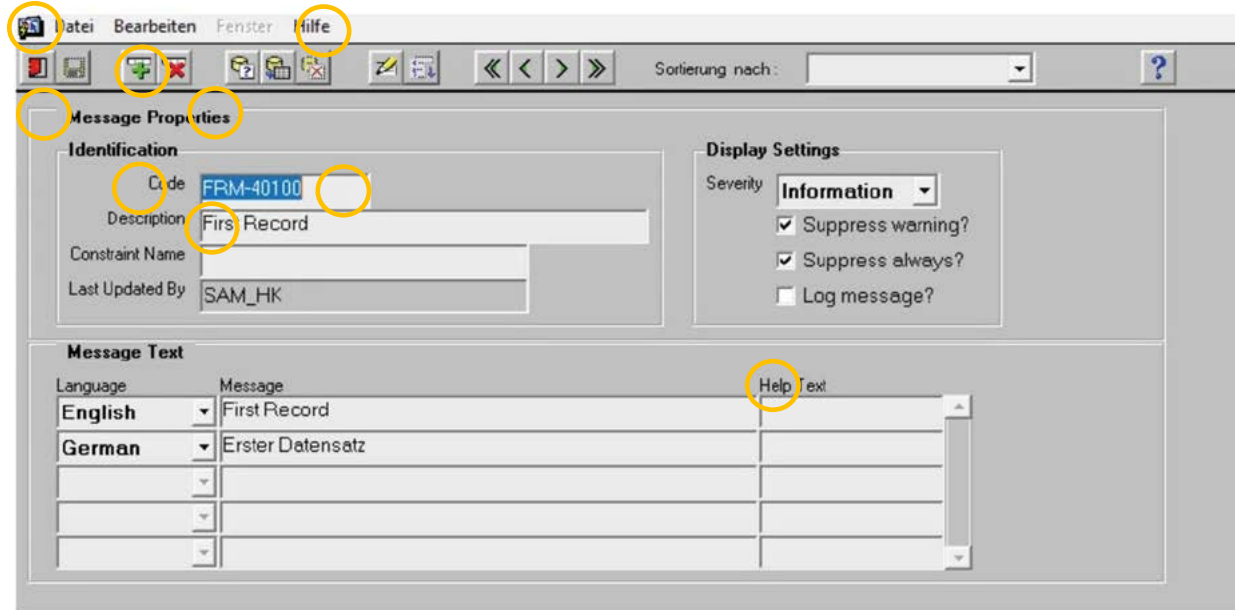 Datei Bearbeiten Fenster Hilfe
Sortierung nach :
?
Message Properties
Identification
Code FRM-40100
Description First Record
Constraint Name
Last Updated By SAM_HK
Display Settings
Severity Information
Suppress warning?
Suppress always?
Log message?
Message Text
Language Message Help Text
English First Record
German Erster Datensatz